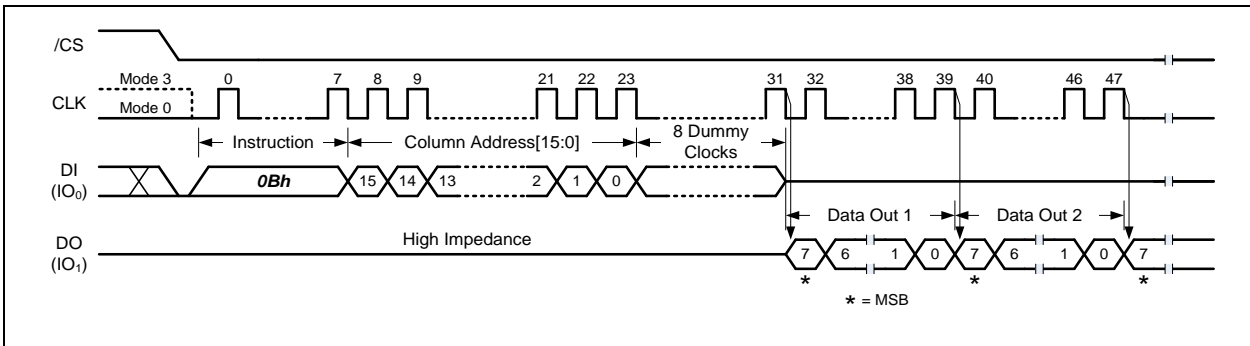 /CS
Mode 3 0 7 8 9 21 22 23 31 32 38 39 40 46 47
CLK
Mode 0
Instruction Column Address[15:0] 8 Dummy Clocks
DI
(IO0)
0Bh 15 14 13 2 1 0
Data Out 1 Data Out 2
DO
(IO1)
High Impedance
7 6 1 0 7 6 1 0 7
* * *
* = MSB